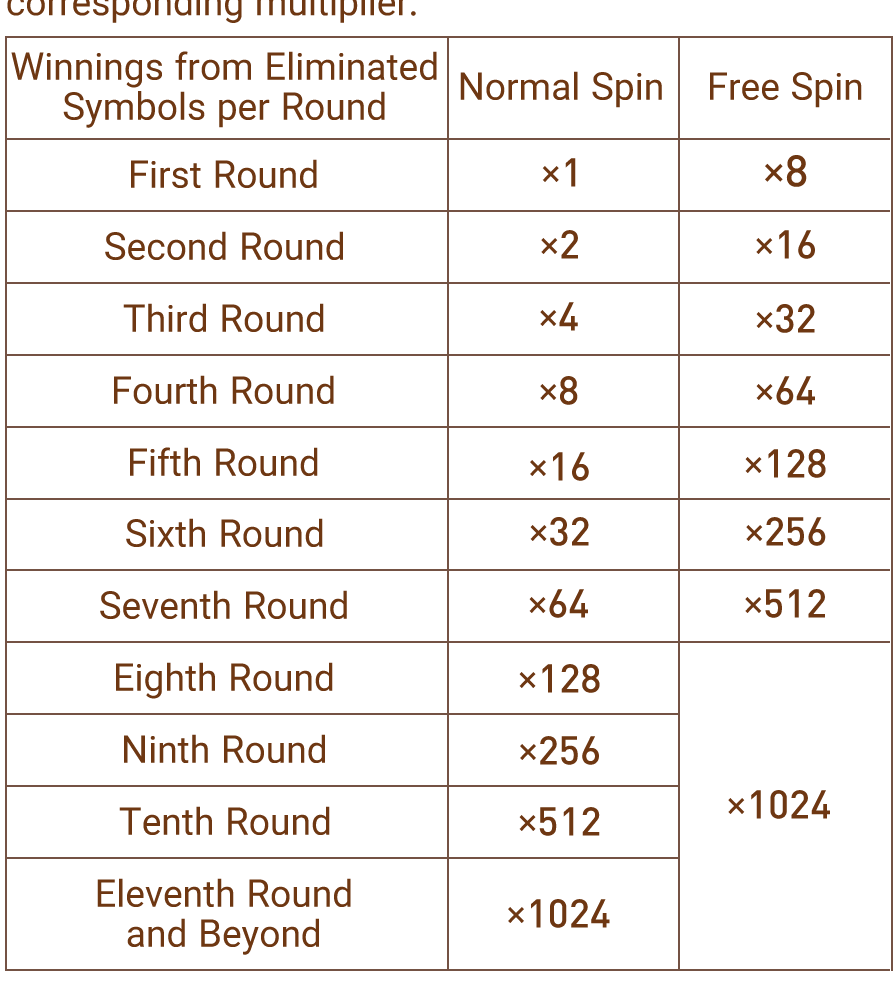 corresponding multiplier.
Winnings from Eliminated
Symbols per Round
Normal Spin
Free Spin
First Round
×1
×8
Second Round
×2
×16
Third Round
×4
×32
Fourth Round
×8
×64
Fifth Round
×16
×128
Sixth Round
×32
×256
Seventh Round
×64
×512
Eighth Round
×128
Ninth Round
×256
Tenth Round
×512
×1024
Eleventh Round
and Beyond
×1024